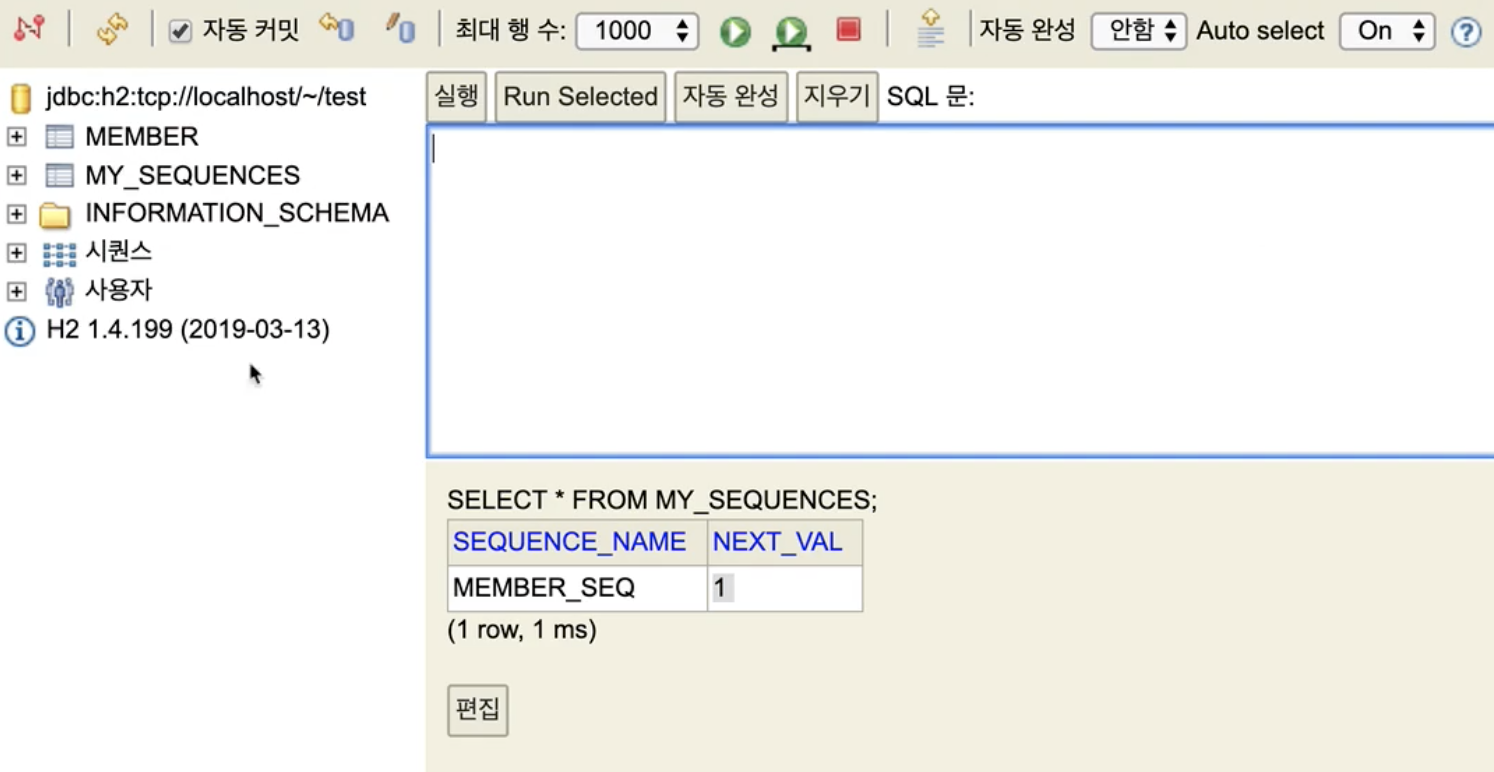 자동 커밋 최대 행 수: 1000 자동 완성 안함 Auto select On ?
jdbc:h2:tcp://localhost/~/test
MEMBER
MY_SEQUENCES
INFORMATION_SCHEMA
시퀀스
사용자
H2 1.4.199 (2019-03-13)
실행 Run Selected 자동 완성 지우기 SQL 문:
SELECT * FROM MY_SEQUENCES;
SEQUENCE_NAME NEXT_VAL
MEMBER_SEQ 1
(1 row, 1 ms)
편집